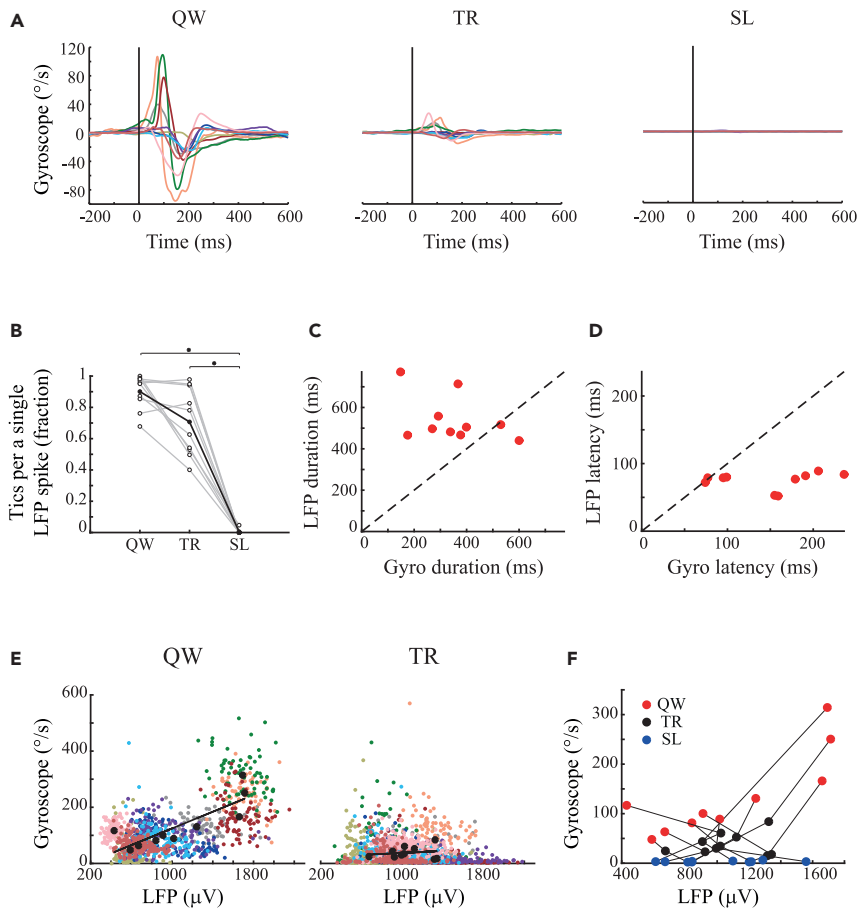 A
QW
TR
SL
Gyroscope (°/s)
120
80
40
0
-40
-80
-200 0 200 400 600
Time (ms)
-200 0 200 400 600
Time (ms)
-200 0 200 400 600
Time (ms)
B
Tics per a single
LFP spike (fraction)
1
0.8
0.6
0.4
0.2
0
QW TR SL
C
LFP duration (ms)
600
400
200
0
0 200 400 600
Gyro duration (ms)
D
LFP latency (ms)
200
100
0
0 100 200
Gyro latency (ms)
E
QW
TR
Gyroscope (°/s)
600
400
200
0
200 1000 1800
LFP (µV)
200 1000 1800
LFP (µV)
F
Gyroscope (°/s)
300
200
100
0
QW
TR
SL
400 800 1200 1600
LFP (µV)